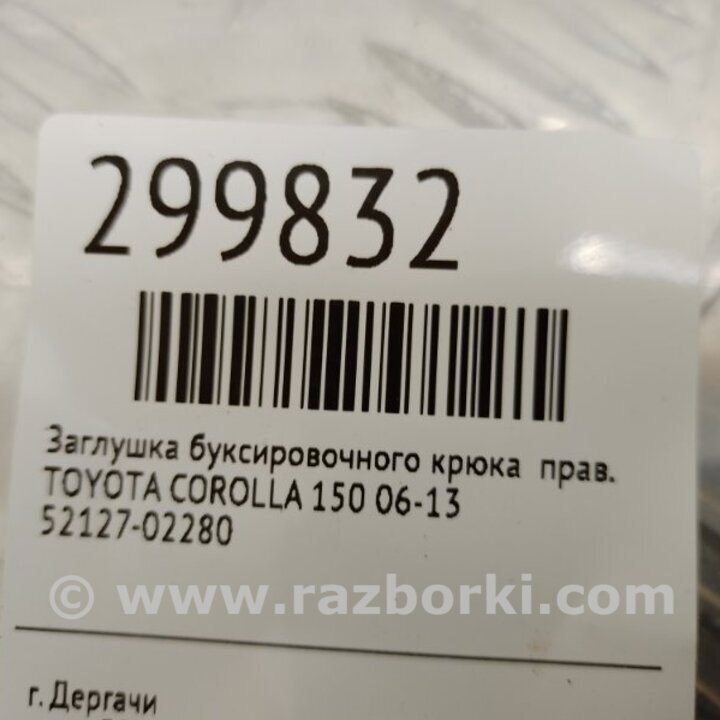 299832
Заглушка буксировочного крюка прав.
TOYOTA COROLLA 150 06-13
52127-02280
© www.razborki.com
г. Дергачи